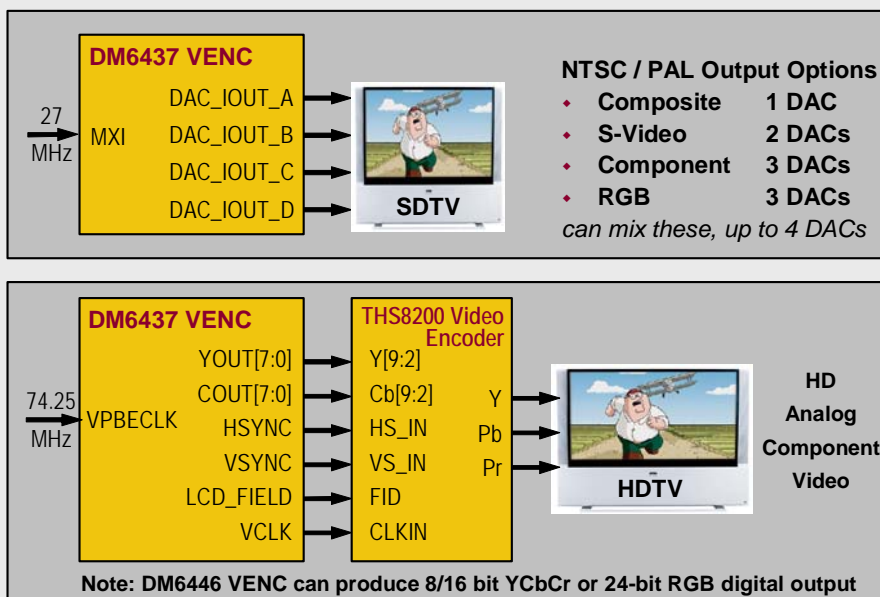 DM6437 VENC
27
MHz
MXI
DAC_IOUT_A
DAC_IOUT_B
DAC_IOUT_C
DAC_IOUT_D
SDTV
NTSC / PAL Output Options
Composite 1 DAC
S-Video 2 DACs
Component 3 DACs
RGB 3 DACs
can mix these, up to 4 DACs
DM6437 VENC
74.25
MHz
VPBECLK
YOUT[7:0]
COUT[7:0]
HSYNC
VSYNC
LCD_FIELD
VCLK
THS8200 Video
Encoder
Y[9:2]
Cb[9:2]
HS_IN
VS_IN
FID
CLKIN
Y
Pb
Pr
HDTV
HD
Analog
Component
Video
Note: DM6446 VENC can produce 8/16 bit YCbCr or 24-bit RGB digital output